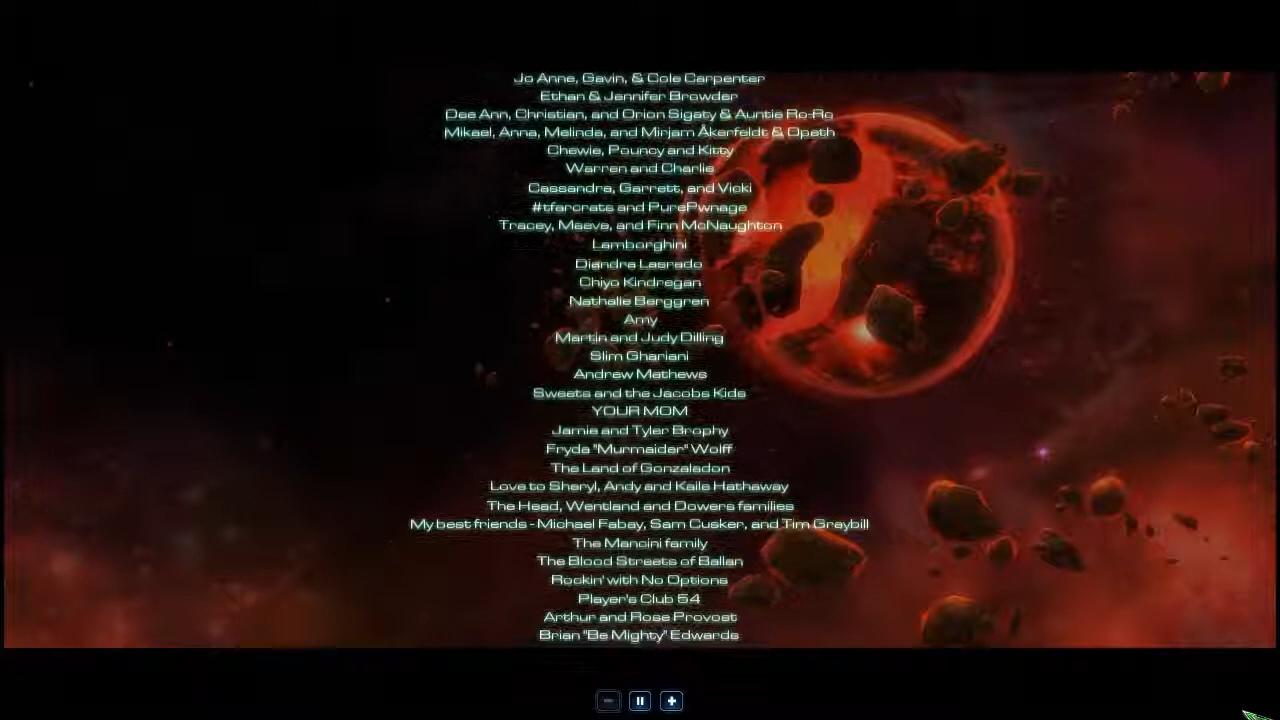 Jo Anne, Gavin, & Cole Carpenter
Ethan & Jennifer Browder
Dee Ann, Christian, and Orion Sigaty & Auntie Ro-Ro
Mikael, Anna, Melinda, and Mirjam Åkerfeldt & Opeth
Chewie, Pouncy and Kitty
Warren and Charlie
Cassandra, Garrett, and Vicki
#tfarcrats and PurePwnage
Tracey, Maeve, and Finn McNaughton
Lamborghini
Diandra Lasrado
Chiyo Kindregan
Nathalie Berggren
Amy
Martin and Judy Dilling
Slim Ghariani
Andrew Mathews
Sweets and the Jacobs Kids
YOUR MOM
Jamie and Tyler Brophy
Fryda "Murmaider" Wolff
The Land of Gonzaladon
Love to Sheryl, Andy and Kaile Hathaway
The Head, Wentland and Dowers families
My best friends - Michael Fabay, Sam Cusker, and Tim Graybill
The Mancini family
The Blood Streets of Ballan
Rockin' with No Options
Player's Club 54
Arthur and Rose Provost
Brian "Be Mighty" Edwards